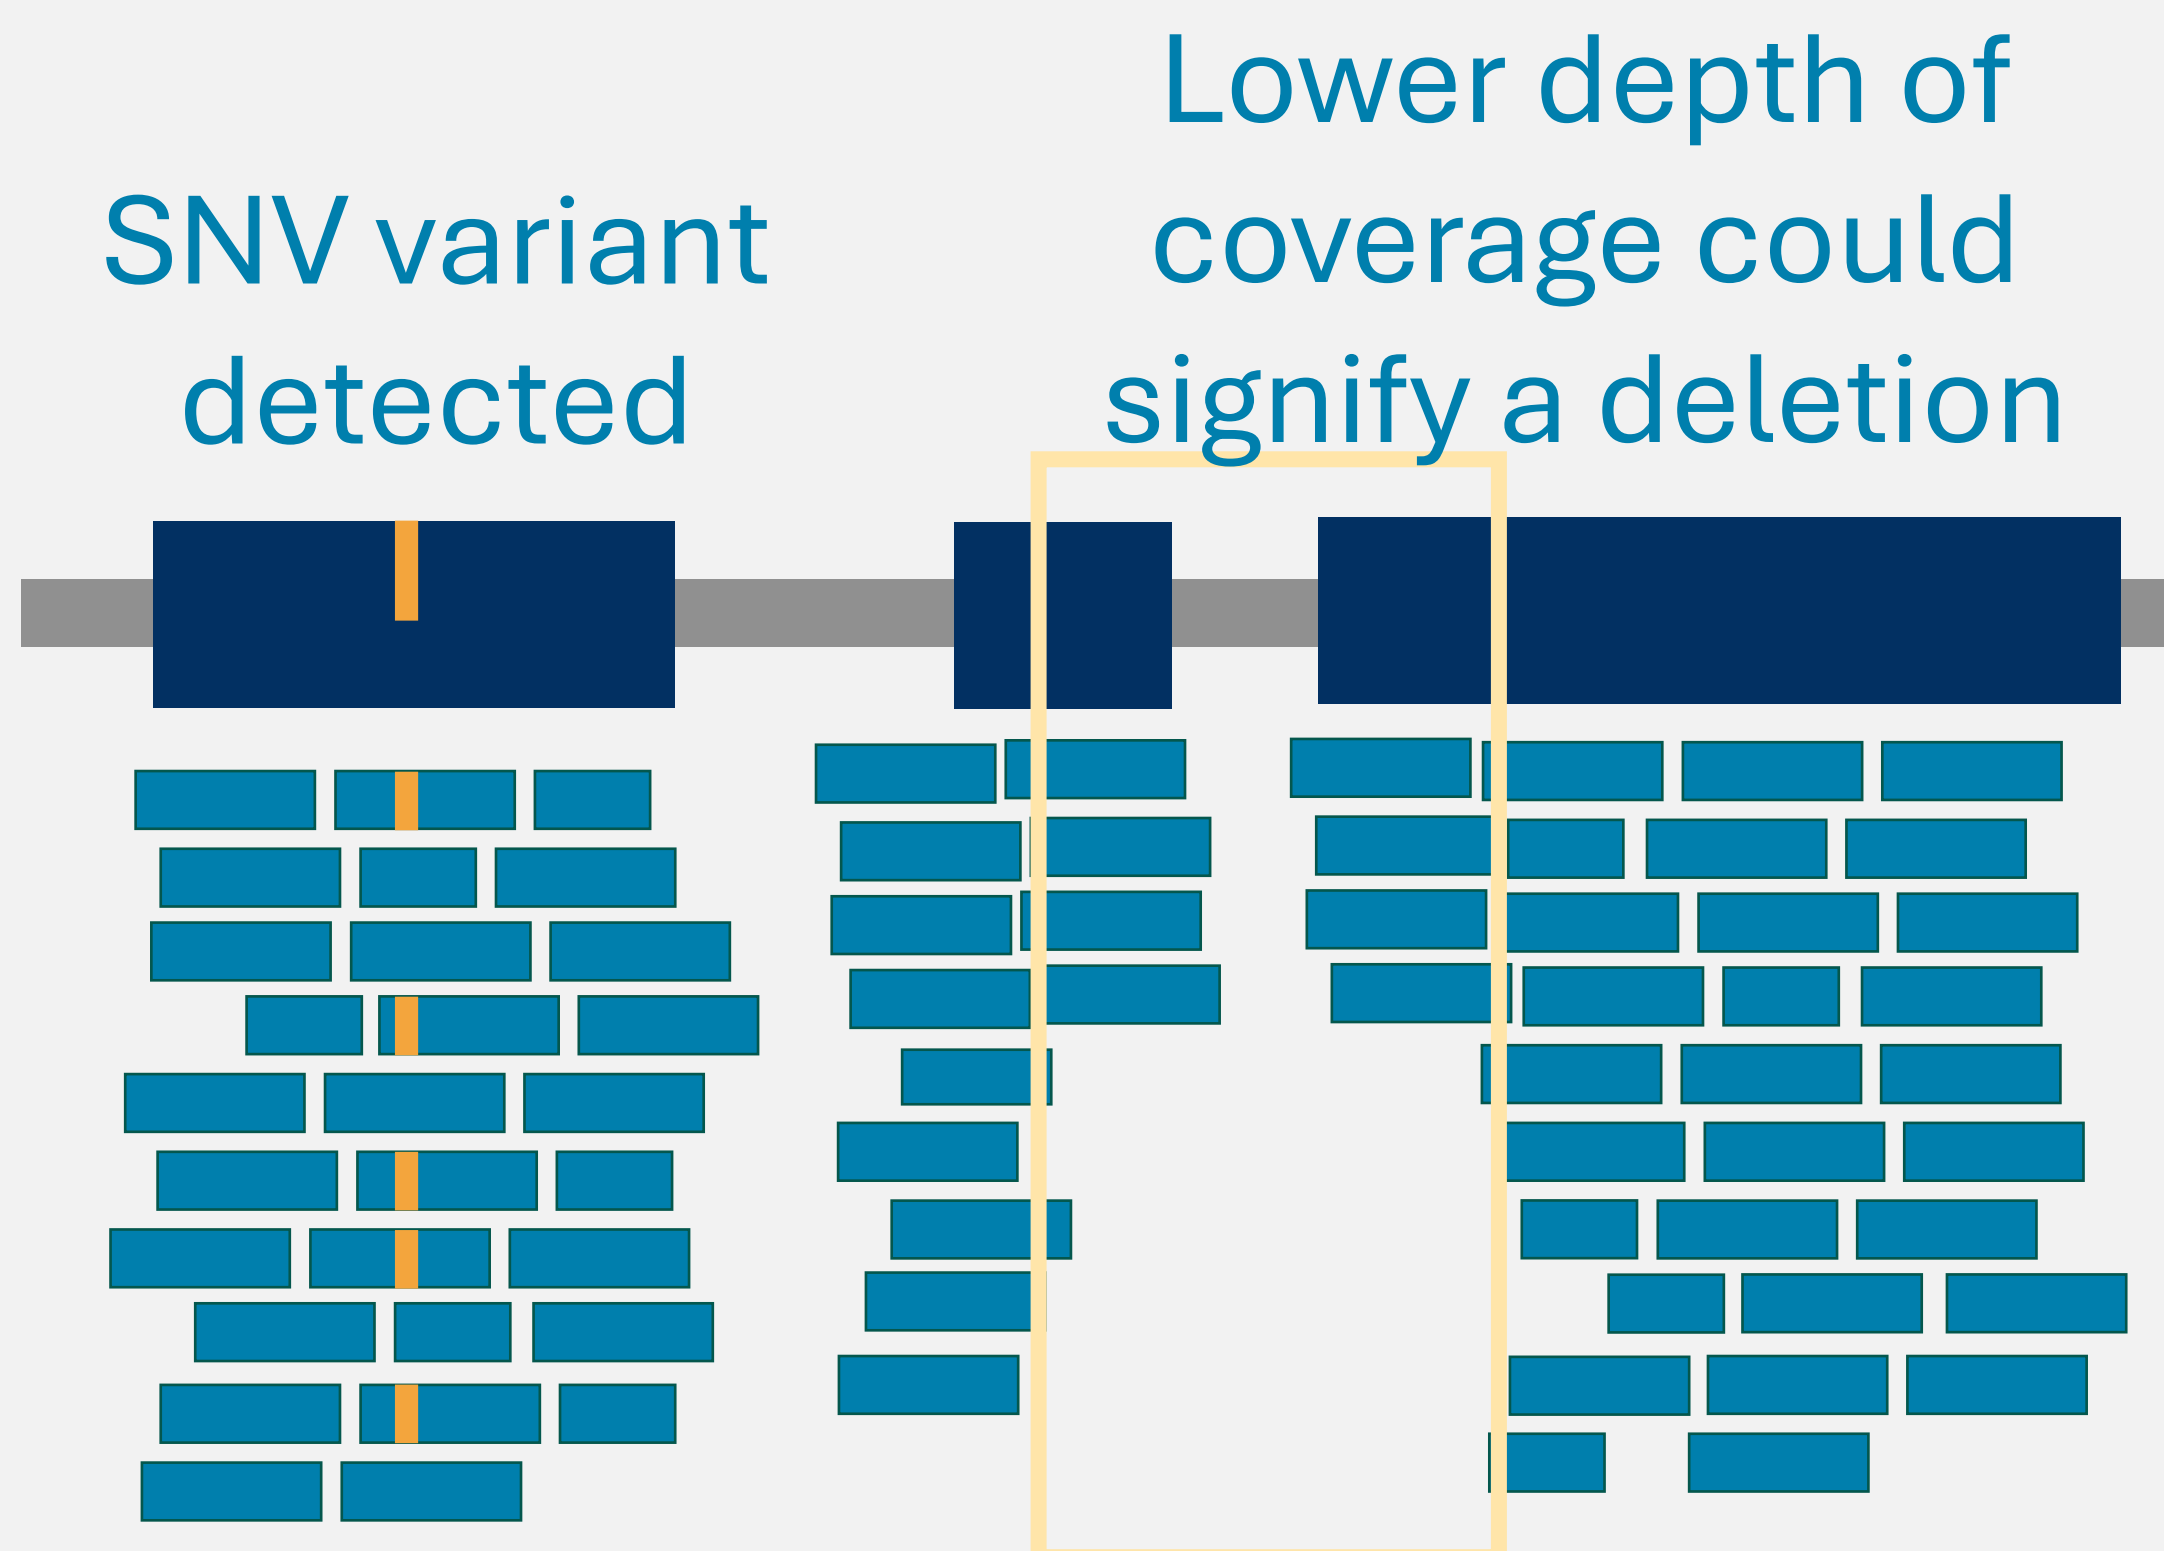 SNV variant
detected
Lower depth of
coverage could
signify a deletion